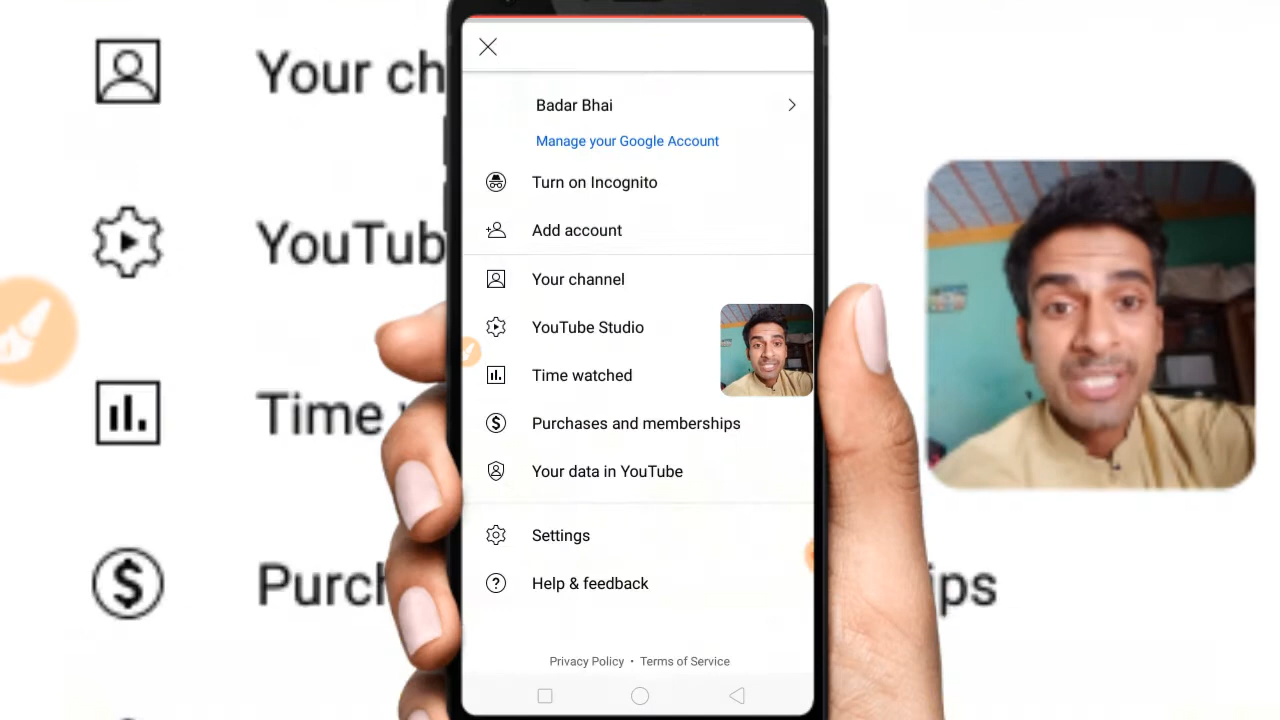 Your ch
YouTub
Time
Purch
ips
Badar Bhai
Manage your Google Account
Turn on Incognito
Add account
Your channel
YouTube Studio
Time watched
Purchases and memberships
Your data in YouTube
Settings
Help & feedback
Privacy Policy • Terms of Service